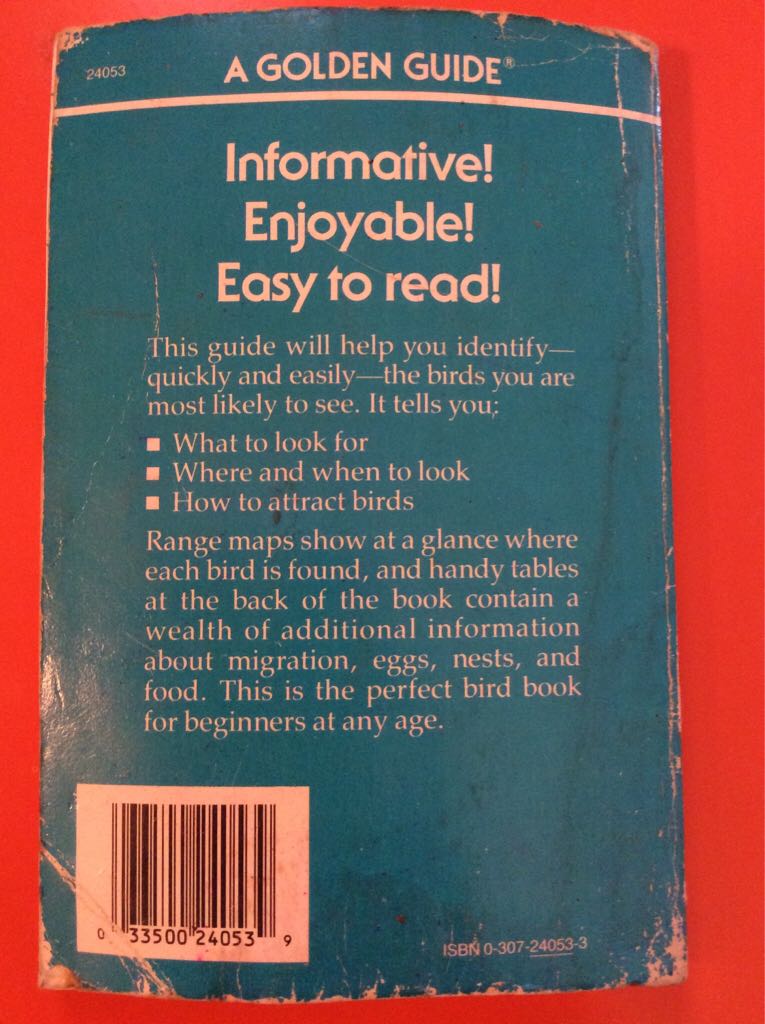 24053
A GOLDEN GUIDE®
Informative!
Enjoyable!
Easy to read!
This guide will help you identify—
quickly and easily—the birds you are
most likely to see. It tells you:
■ What to look for
■ Where and when to look
■ How to attract birds
Range maps show at a glance where
each bird is found, and handy tables
at the back of the book contain a
wealth of additional information
about migration, eggs, nests, and
food. This is the perfect bird book
for beginners at any age.
0 33500 24053 9
ISBN 0-307-24053-3